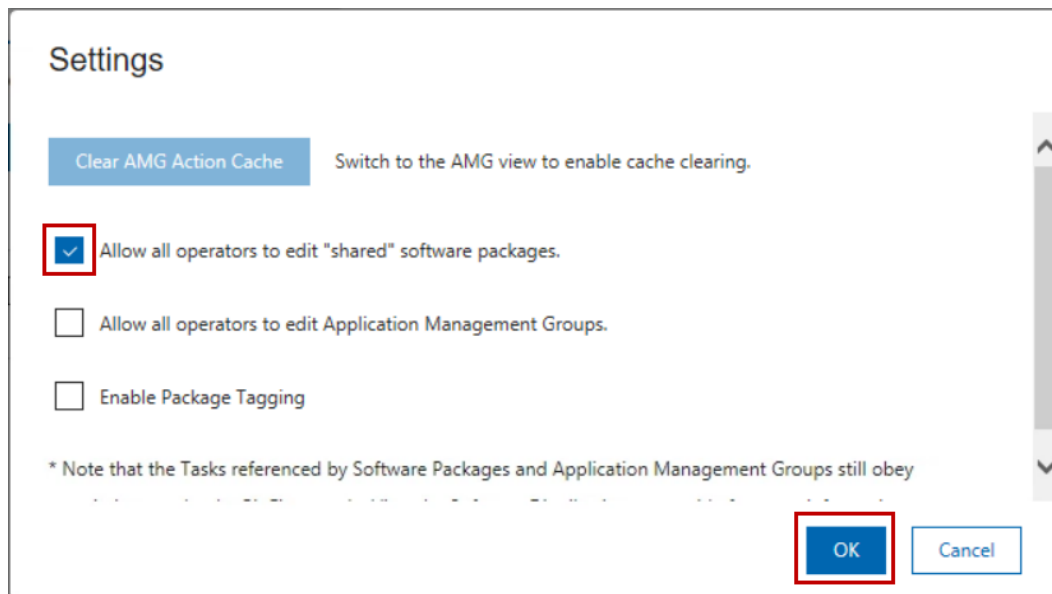 Settings
Clear AMG Action Cache Switch to the AMG view to enable cache clearing.
Allow all operators to edit "shared" software packages.
Allow all operators to edit Application Management Groups.
Enable Package Tagging
* Note that the Tasks referenced by Software Packages and Application Management Groups still obey
OK Cancel